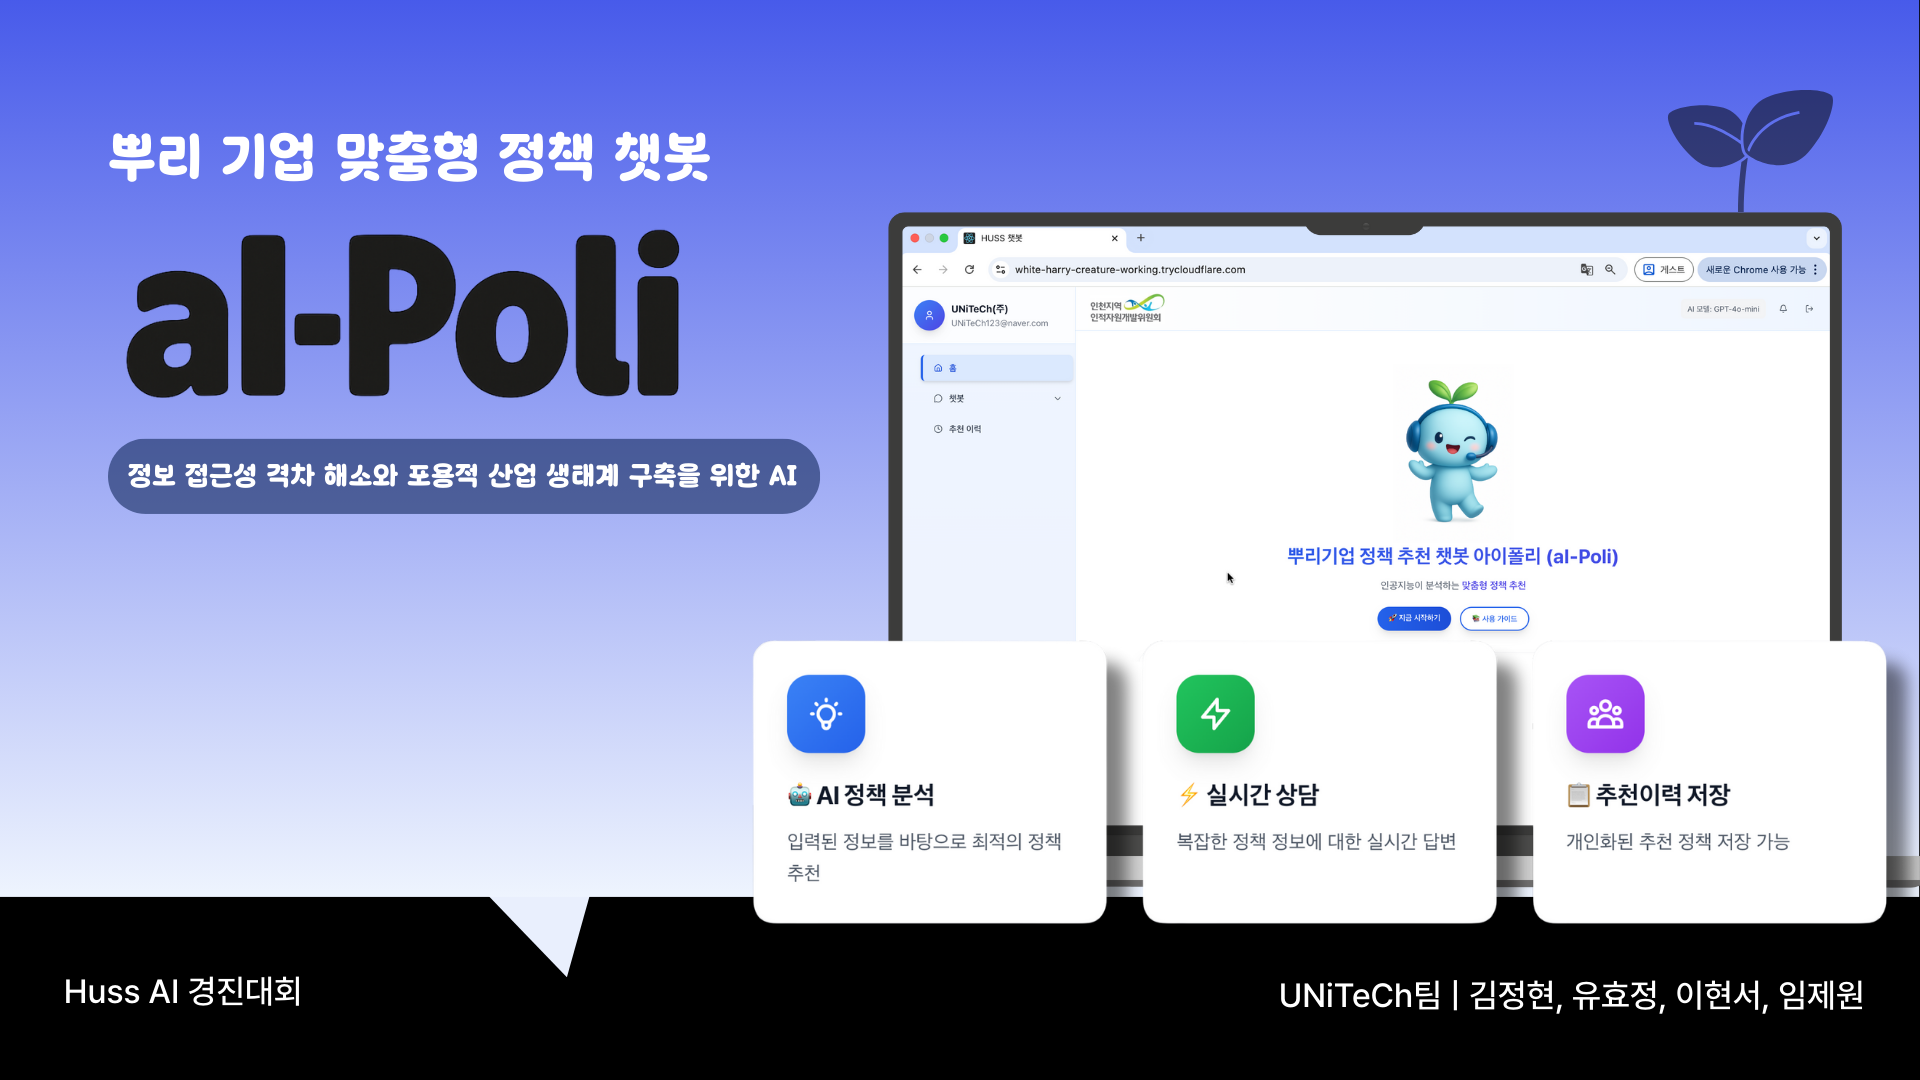 뿌리 기업 맞춤형 정책 챗봇
aI-Poli
정보 접근성 격차 해소와 포용적 산업 생태계 구축을 위한 AI
HUSS 챗봇
white-harry-creature-working.trycloudflare.com
게스트
새로운 Chrome 사용 가능
UNiTeCh(주)
UNiTeCh123@naver.com
인천지역
인적자원개발위원회
AI 모델: GPT-4o-mini
홈
챗봇
추천 이력
뿌리기업 정책 추천 챗봇 아이폴리 (aI-Poli)
인공지능이 분석하는 맞춤형 정책 추천
🚀 지금 시작하기
📚 사용 가이드
🤖 AI 정책 분석
입력된 정보를 바탕으로 최적의 정책
추천
⚡ 실시간 상담
복잡한 정책 정보에 대한 실시간 답변
📋 추천이력 저장
개인화된 추천 정책 저장 가능
Huss AI 경진대회
UNiTeCh팀 | 김정현, 유효정, 이현서, 임제원